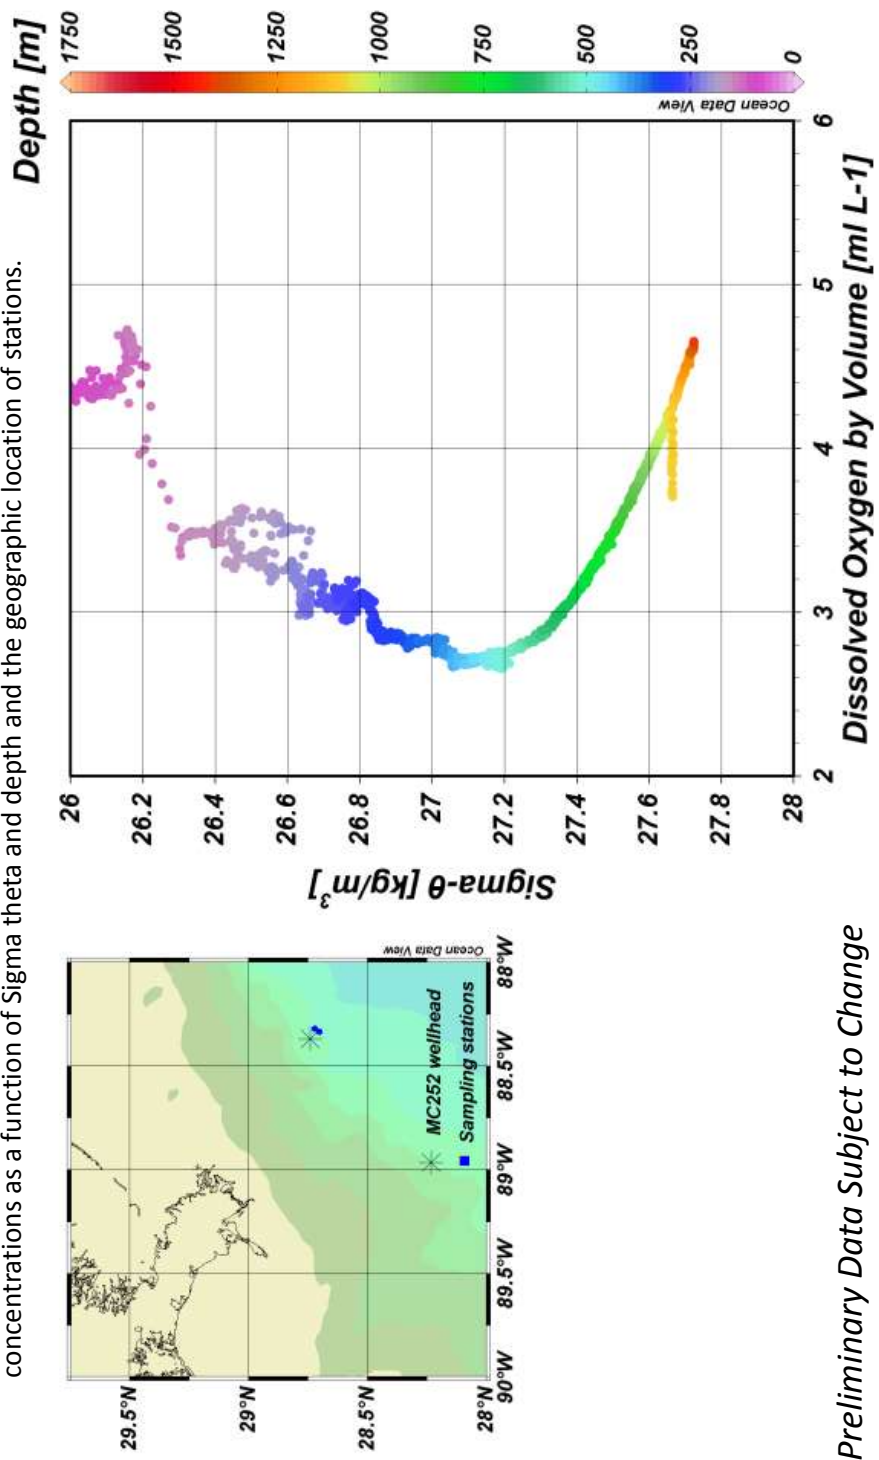 concentrations as a function of Sigma theta and depth and the geographic location of stations.
29.5°N
29°N
28.5°N
28°N
90°W
89.5°W
89°W
88.5°W
88°W
MC252 wellhead
Sampling stations
Ocean Data View
Sigma-θ [kg/m³]
26
26.2
26.4
26.6
26.8
27
27.2
27.4
27.6
27.8
28
2
3
4
5
6
Dissolved Oxygen by Volume [ml L-1]
Ocean Data View
Depth [m]
1750
1500
1250
1000
750
500
250
0
Preliminary Data Subject to Change